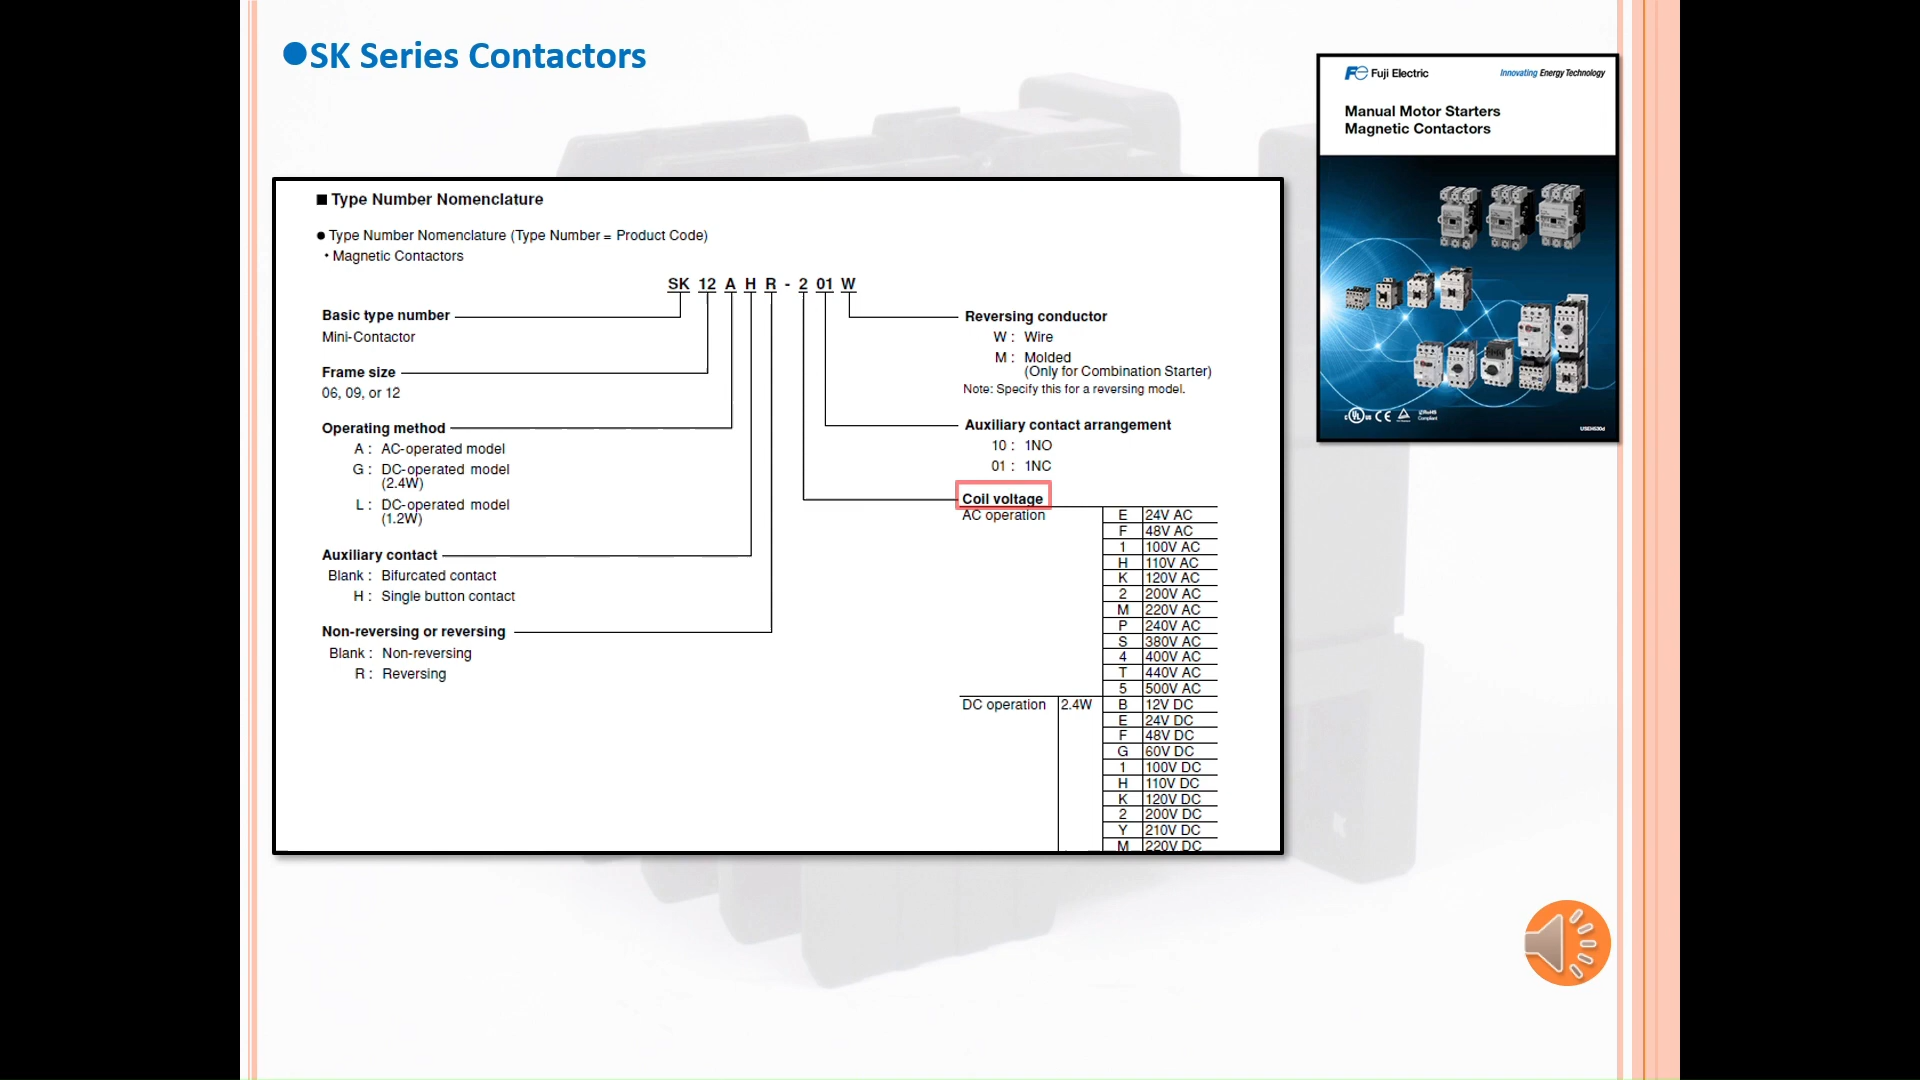 ●SK Series Contactors
Fuji Electric
Innovating Energy Technology
Manual Motor Starters
Magnetic Contactors
■ Type Number Nomenclature
● Type Number Nomenclature (Type Number = Product Code)
• Magnetic Contactors
SK 12 A H R - 2 01 W
Basic type number
Mini-Contactor
Frame size
06, 09, or 12
Operating method
A : AC-operated model
G : DC-operated model
(2.4W)
L : DC-operated model
(1.2W)
Auxiliary contact
Blank : Bifurcated contact
H : Single button contact
Non-reversing or reversing
Blank : Non-reversing
R : Reversing
Reversing conductor
W : Wire
M : Molded
(Only for Combination Starter)
Note: Specify this for a reversing model.
Auxiliary contact arrangement
10 : 1NO
01 : 1NC
Coil voltage
AC operation E 24V AC
F 48V AC
1 100V AC
H 110V AC
K 120V AC
2 200V AC
M 220V AC
P 240V AC
S 380V AC
4 400V AC
T 440V AC
5 500V AC
DC operation 2.4W B 12V DC
E 24V DC
F 48V DC
G 60V DC
1 100V DC
H 110V DC
K 120V DC
2 200V DC
Y 210V DC
M 220V DC